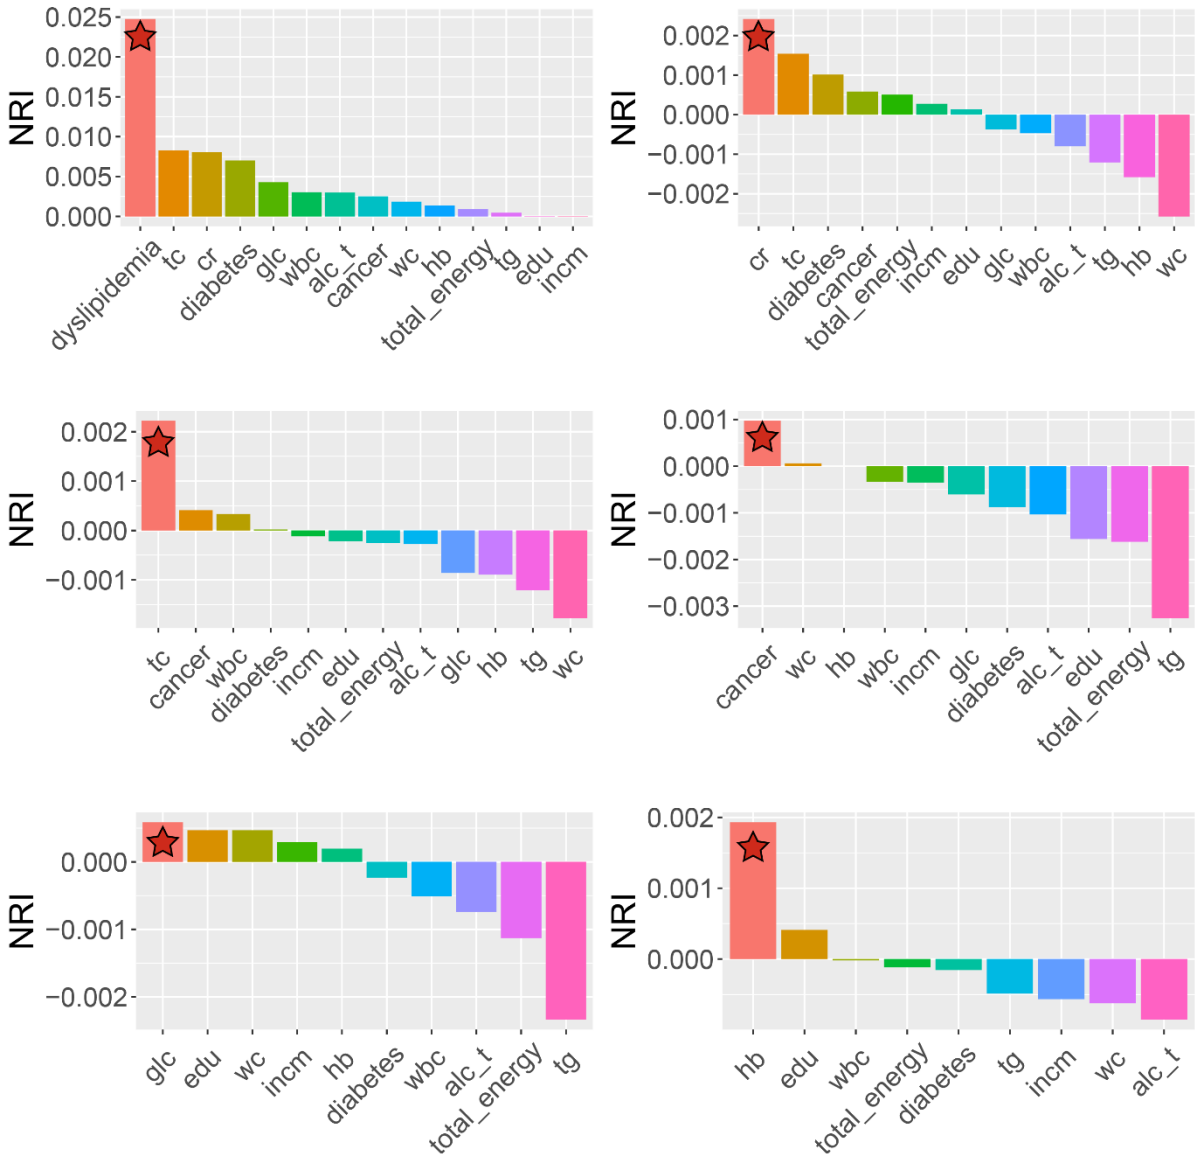 NRI
0.025
0.020
0.015
0.010
0.005
0.000
dyslipidemia
tc
cr
diabetes
glc
wbc
alc_t
cancer
wc
hb
total_energy
tg
edu
incm
NRI
0.002
0.001
0.000
−0.001
−0.002
cr
tc
diabetes
cancer
total_energy
incm
edu
glc
wbc
alc_t
tg
hb
wc
NRI
0.002
0.001
0.000
−0.001
tc
cancer
wbc
diabetes
incm
edu
total_energy
alc_t
glc
hb
tg
wc
NRI
0.001
0.000
−0.001
−0.002
−0.003
cancer
wc
hb
wbc
incm
glc
diabetes
alc_t
edu
total_energy
tg
NRI
0.000
−0.001
−0.002
glc
edu
wc
incm
hb
diabetes
wbc
alc_t
total_energy
tg
NRI
0.002
0.001
0.000
hb
edu
wbc
total_energy
diabetes
tg
incm
wc
alc_t